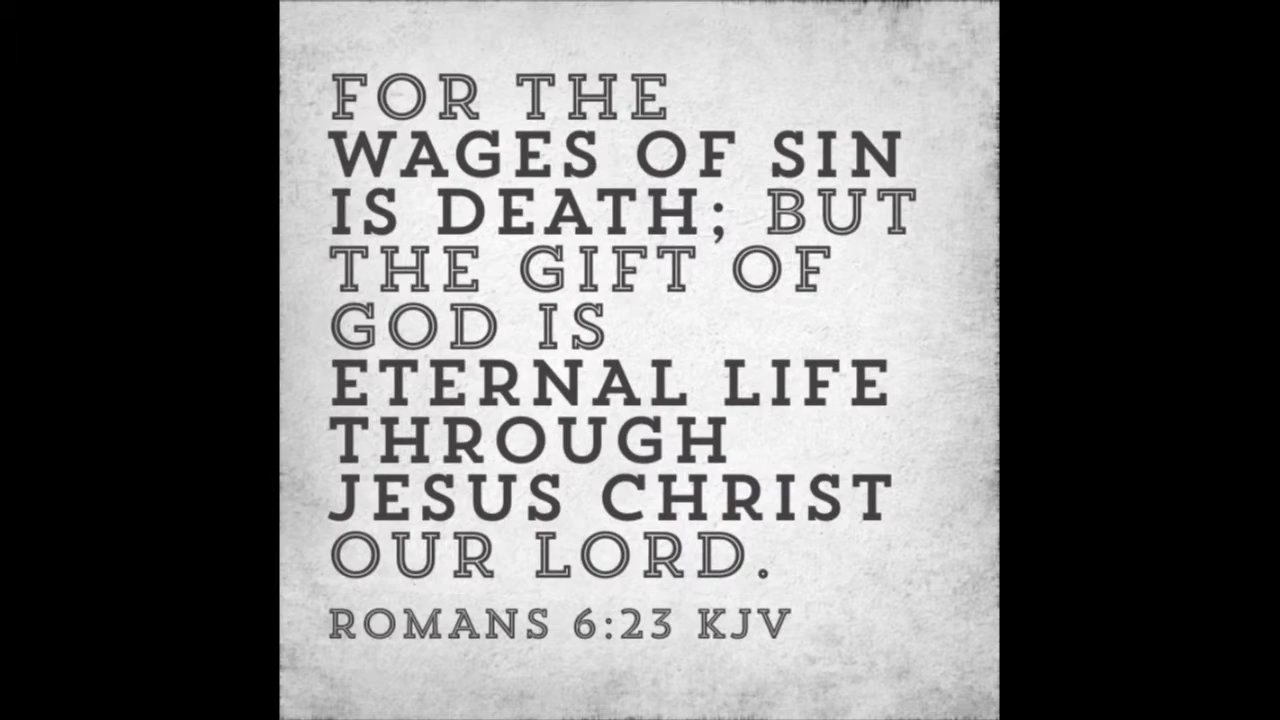 FOR THE
WAGES OF SIN
IS DEATH; BUT
THE GIFT OF
GOD IS
ETERNAL LIFE
THROUGH
JESUS CHRIST
OUR LORD.
ROMANS 6:23 KJV